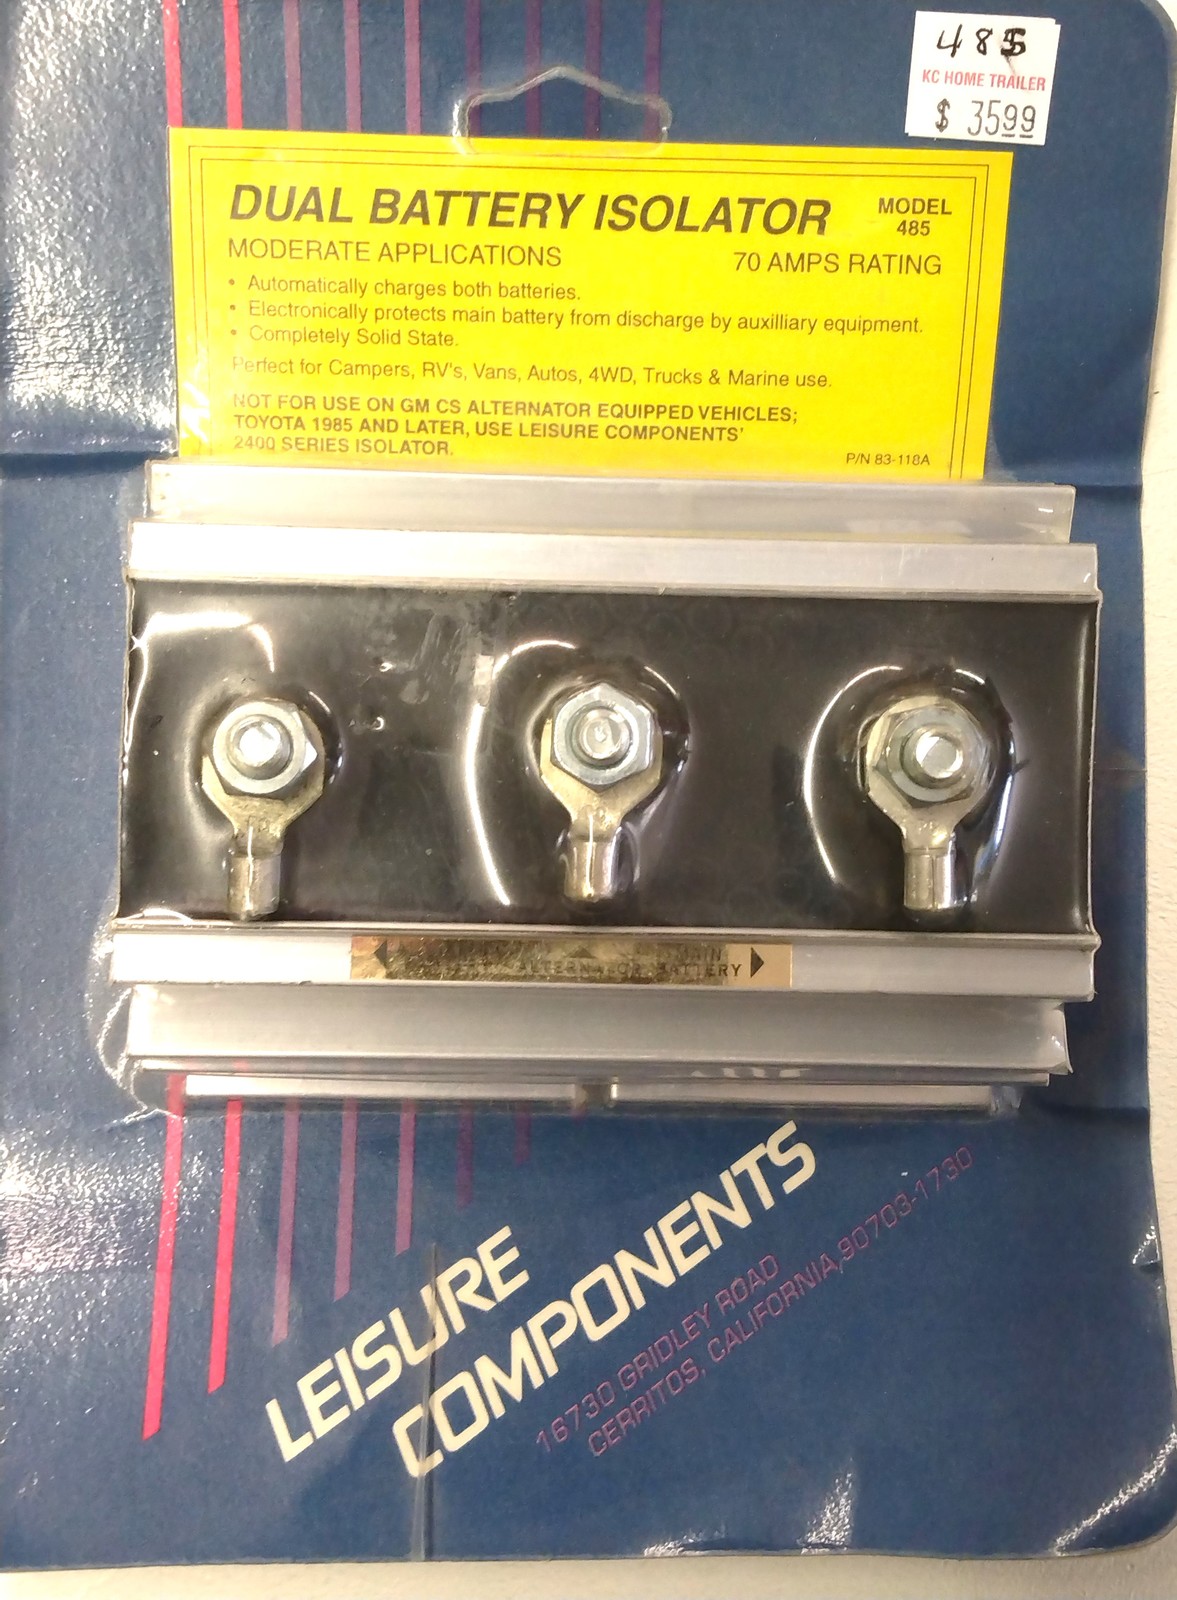 485
KC HOME TRAILER
$ 35.99
DUAL BATTERY ISOLATOR
MODEL
485
MODERATE APPLICATIONS
70 AMPS RATING
• Automatically charges both batteries.
• Electronically protects main battery from discharge by auxilliary equipment.
• Completely Solid State.
Perfect for Campers, RV's, Vans, Autos, 4WD, Trucks & Marine use.
NOT FOR USE ON GM CS ALTERNATOR EQUIPPED VEHICLES;
TOYOTA 1985 AND LATER, USE LEISURE COMPONENTS'
2400 SERIES ISOLATOR.
P/N 83-118A
MAIN
ALTERNATOR BATTERY
LEISURE
COMPONENTS
16730 GRIDLEY ROAD
CERRITOS, CALIFORNIA, 90703-1730